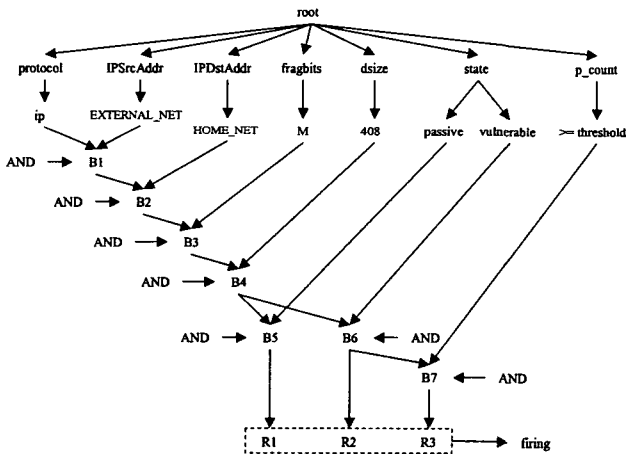 root
protocol IPSrcAddr IPDstAddr fragbits dsize state p_count
ip EXTERNAL_NET HOME_NET M 408 passive vulnerable >= threshold
AND B1
AND B2
AND B3
AND B4
AND B5 B6 AND
B7 AND
R1 R2 R3 firing